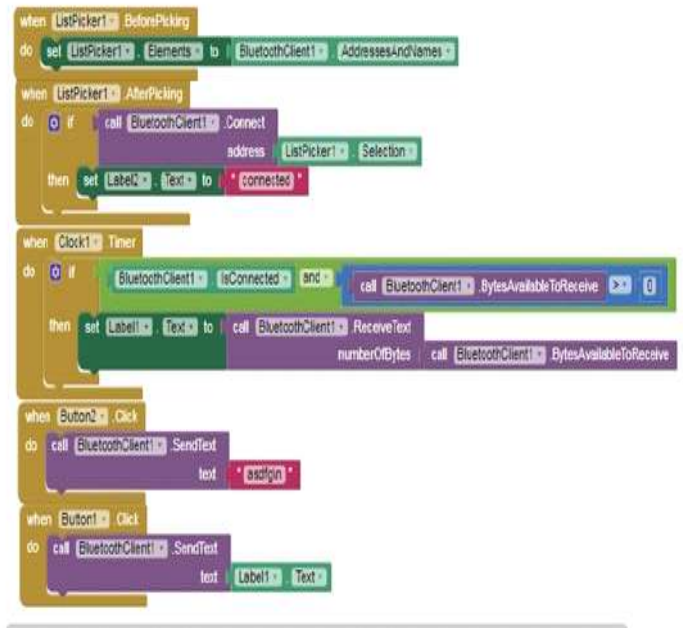 when ListPicker1 .BeforePicking
do set ListPicker1 . Elements to BluetoothClient1 . AddressesAndNames
when ListPicker1 .AfterPicking
do if call BluetoothClient1 .Connect
address ListPicker1 . Selection
then set Label2 . Text to " connected "
when Clock1 .Timer
do if BluetoothClient1 . IsConnected and call BluetoothClient1 .BytesAvailableToReceive > 0
then set Label1 . Text to call BluetoothClient1 .ReceiveText
numberOfBytes call BluetoothClient1 .BytesAvailableToReceive
when Button2 .Click
do call BluetoothClient1 .SendText
text " "
when Button1 .Click
do call BluetoothClient1 .SendText
text Label1 . Text